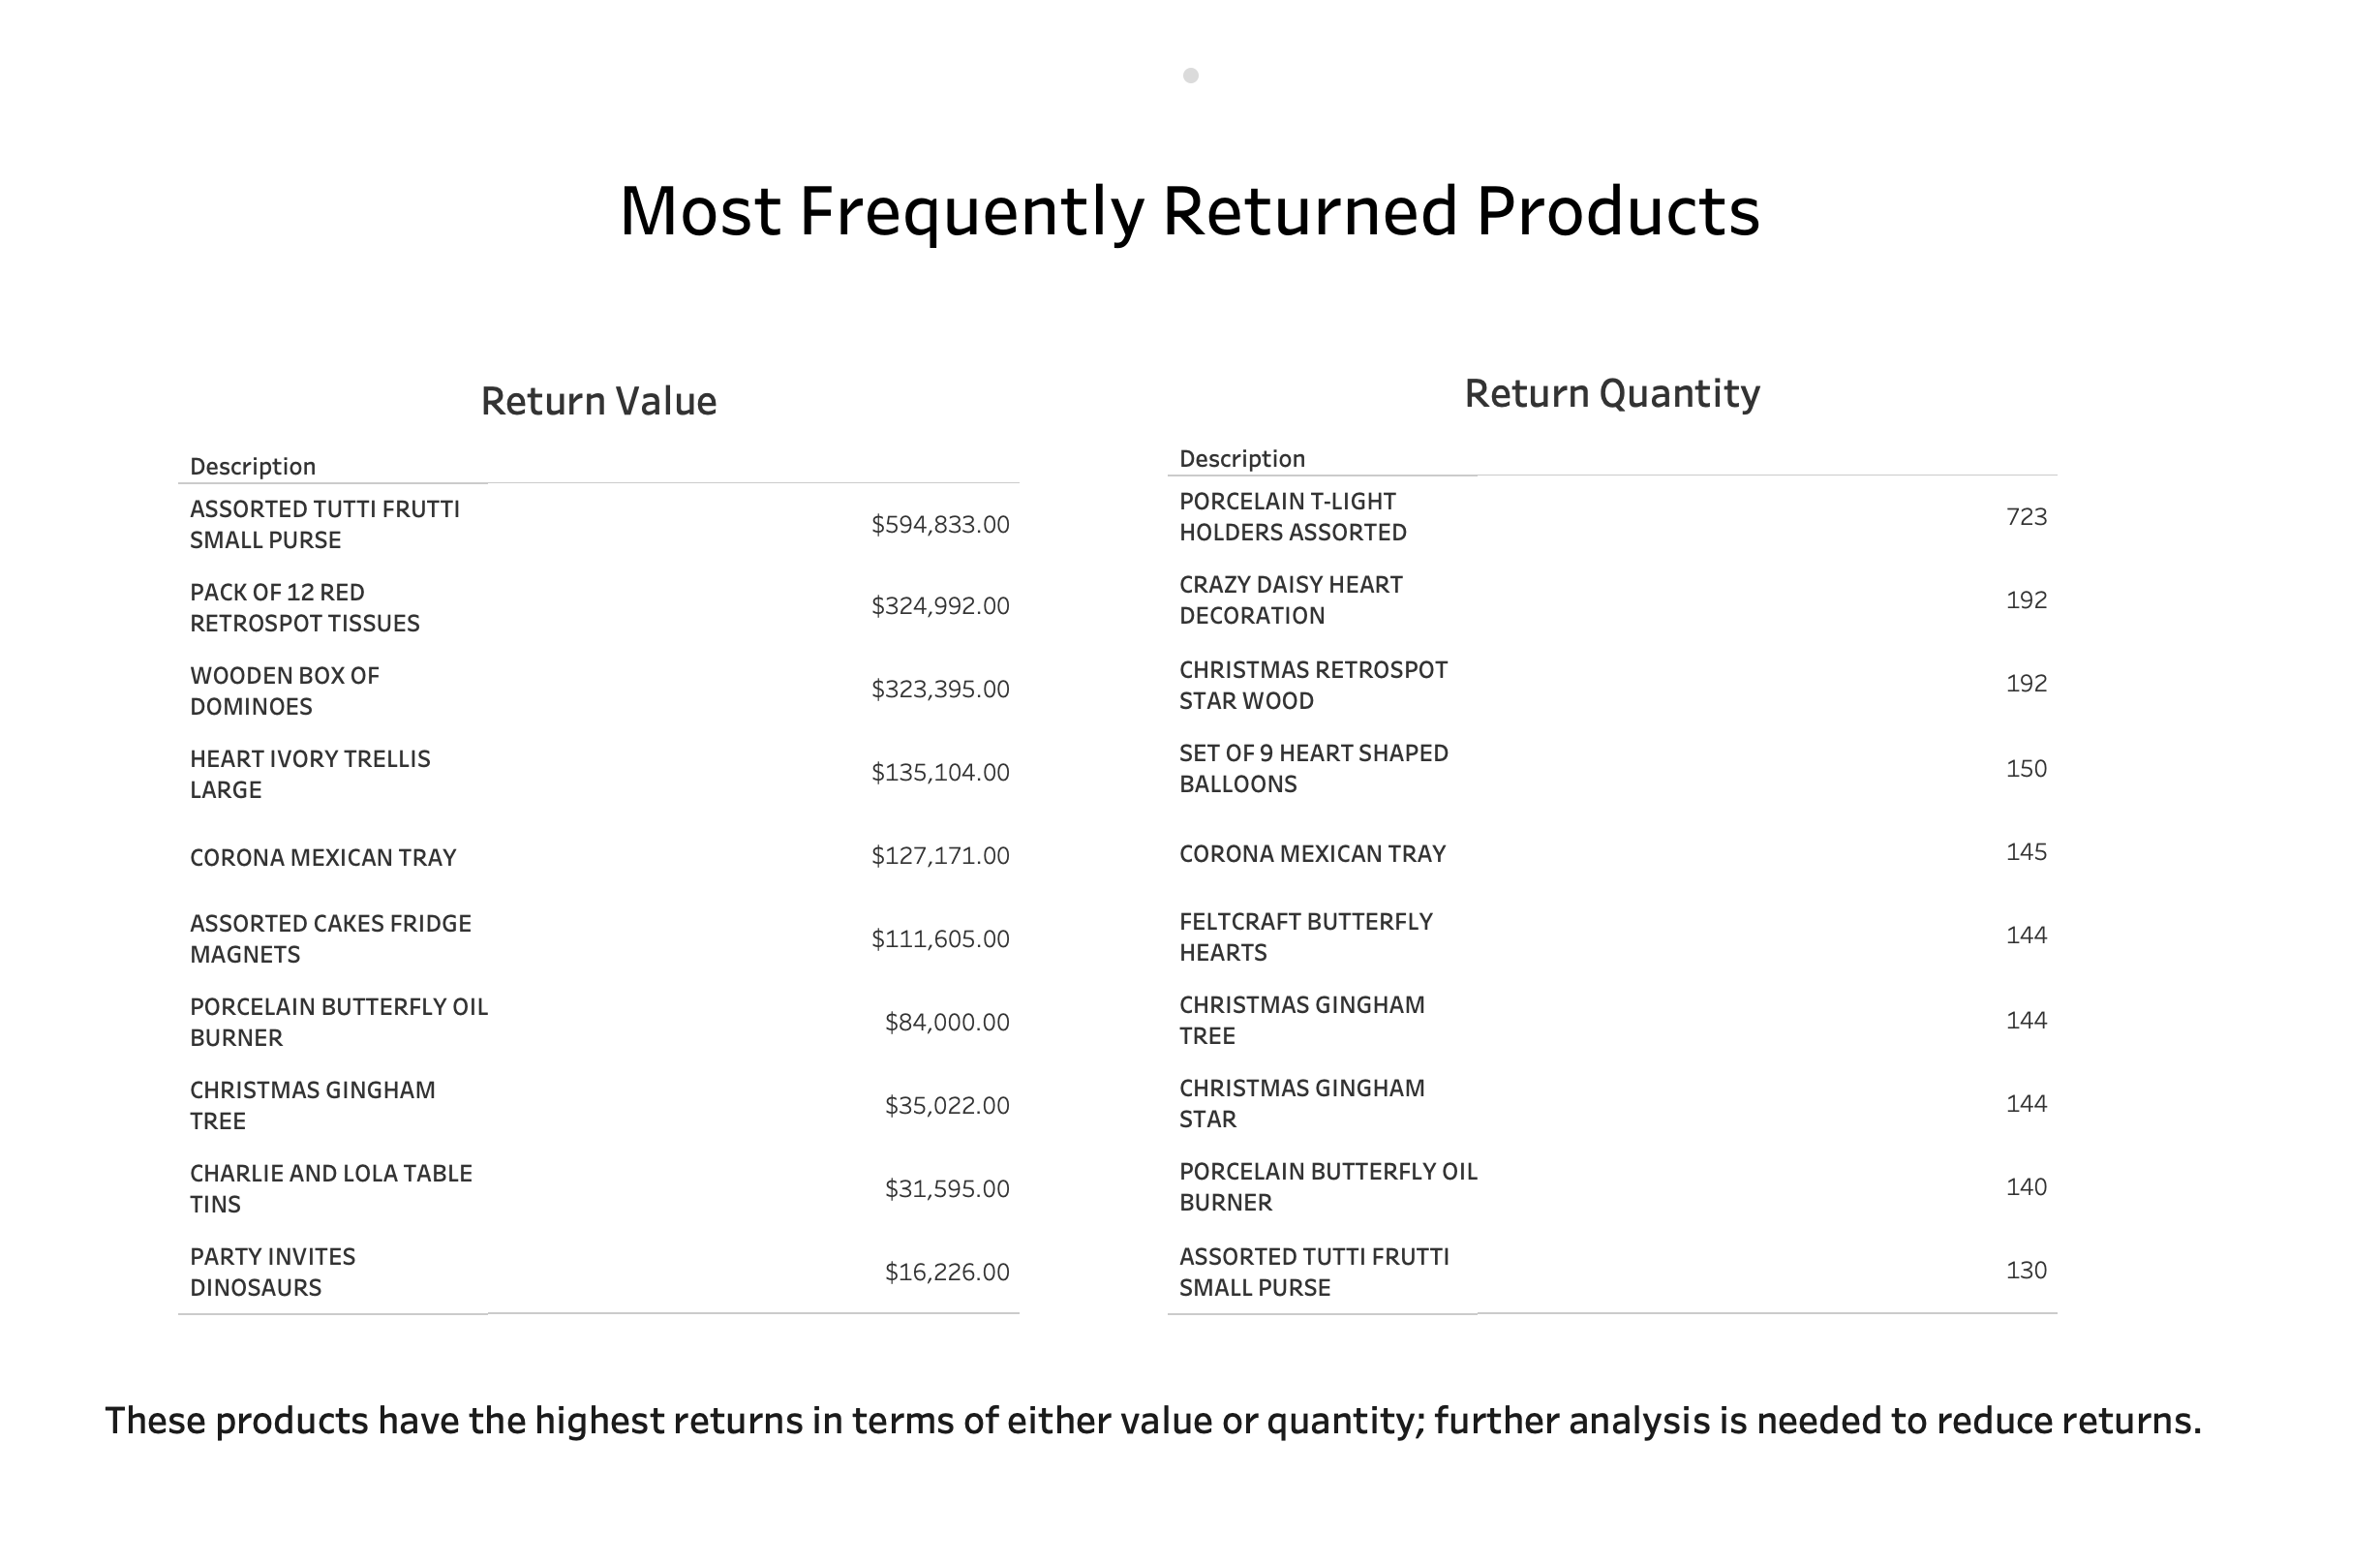 Most Frequently Returned Products
Return Value
Description
ASSORTED TUTTI FRUTTI
SMALL PURSE
$594,833.00
PACK OF 12 RED
RETROSPOT TISSUES
$324,992.00
WOODEN BOX OF
DOMINOES
$323,395.00
HEART IVORY TRELLIS
LARGE
$135,104.00
CORONA MEXICAN TRAY
$127,171.00
ASSORTED CAKES FRIDGE
MAGNETS
$111,605.00
PORCELAIN BUTTERFLY OIL
BURNER
$84,000.00
CHRISTMAS GINGHAM
TREE
$35,022.00
CHARLIE AND LOLA TABLE
TINS
$31,595.00
PARTY INVITES
DINOSAURS
$16,226.00
Return Quantity
Description
PORCELAIN T-LIGHT
HOLDERS ASSORTED
723
CRAZY DAISY HEART
DECORATION
192
CHRISTMAS RETROSPOT
STAR WOOD
192
SET OF 9 HEART SHAPED
BALLOONS
150
CORONA MEXICAN TRAY
145
FELTCRAFT BUTTERFLY
HEARTS
144
CHRISTMAS GINGHAM
TREE
144
CHRISTMAS GINGHAM
STAR
144
PORCELAIN BUTTERFLY OIL
BURNER
140
ASSORTED TUTTI FRUTTI
SMALL PURSE
130
These products have the highest returns in terms of either value or quantity; further analysis is needed to reduce returns.